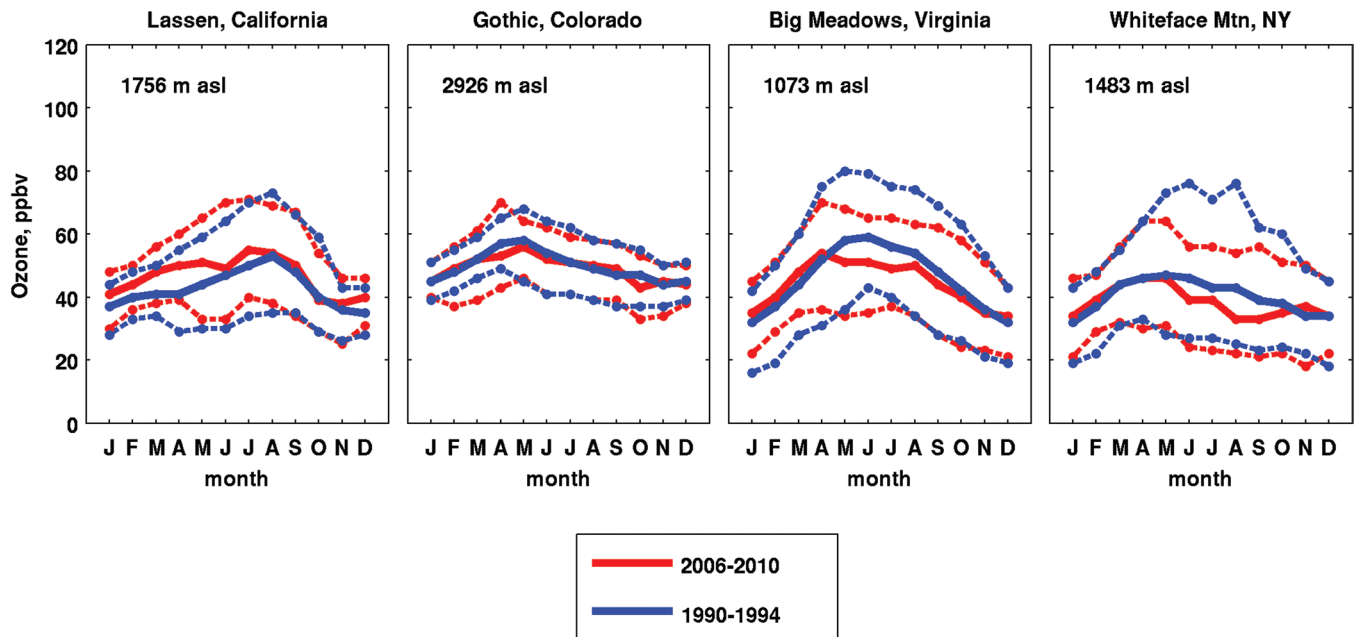 Lassen, California
Gothic, Colorado
Big Meadows, Virginia
Whiteface Mtn, NY
Ozone, ppbv
120
100
80
60
40
20
0
1756 m asl
2926 m asl
1073 m asl
1483 m asl
J F M A M J J A S O N D
J F M A M J J A S O N D
J F M A M J J A S O N D
J F M A M J J A S O N D
month
month
month
month
2006-2010
1990-1994